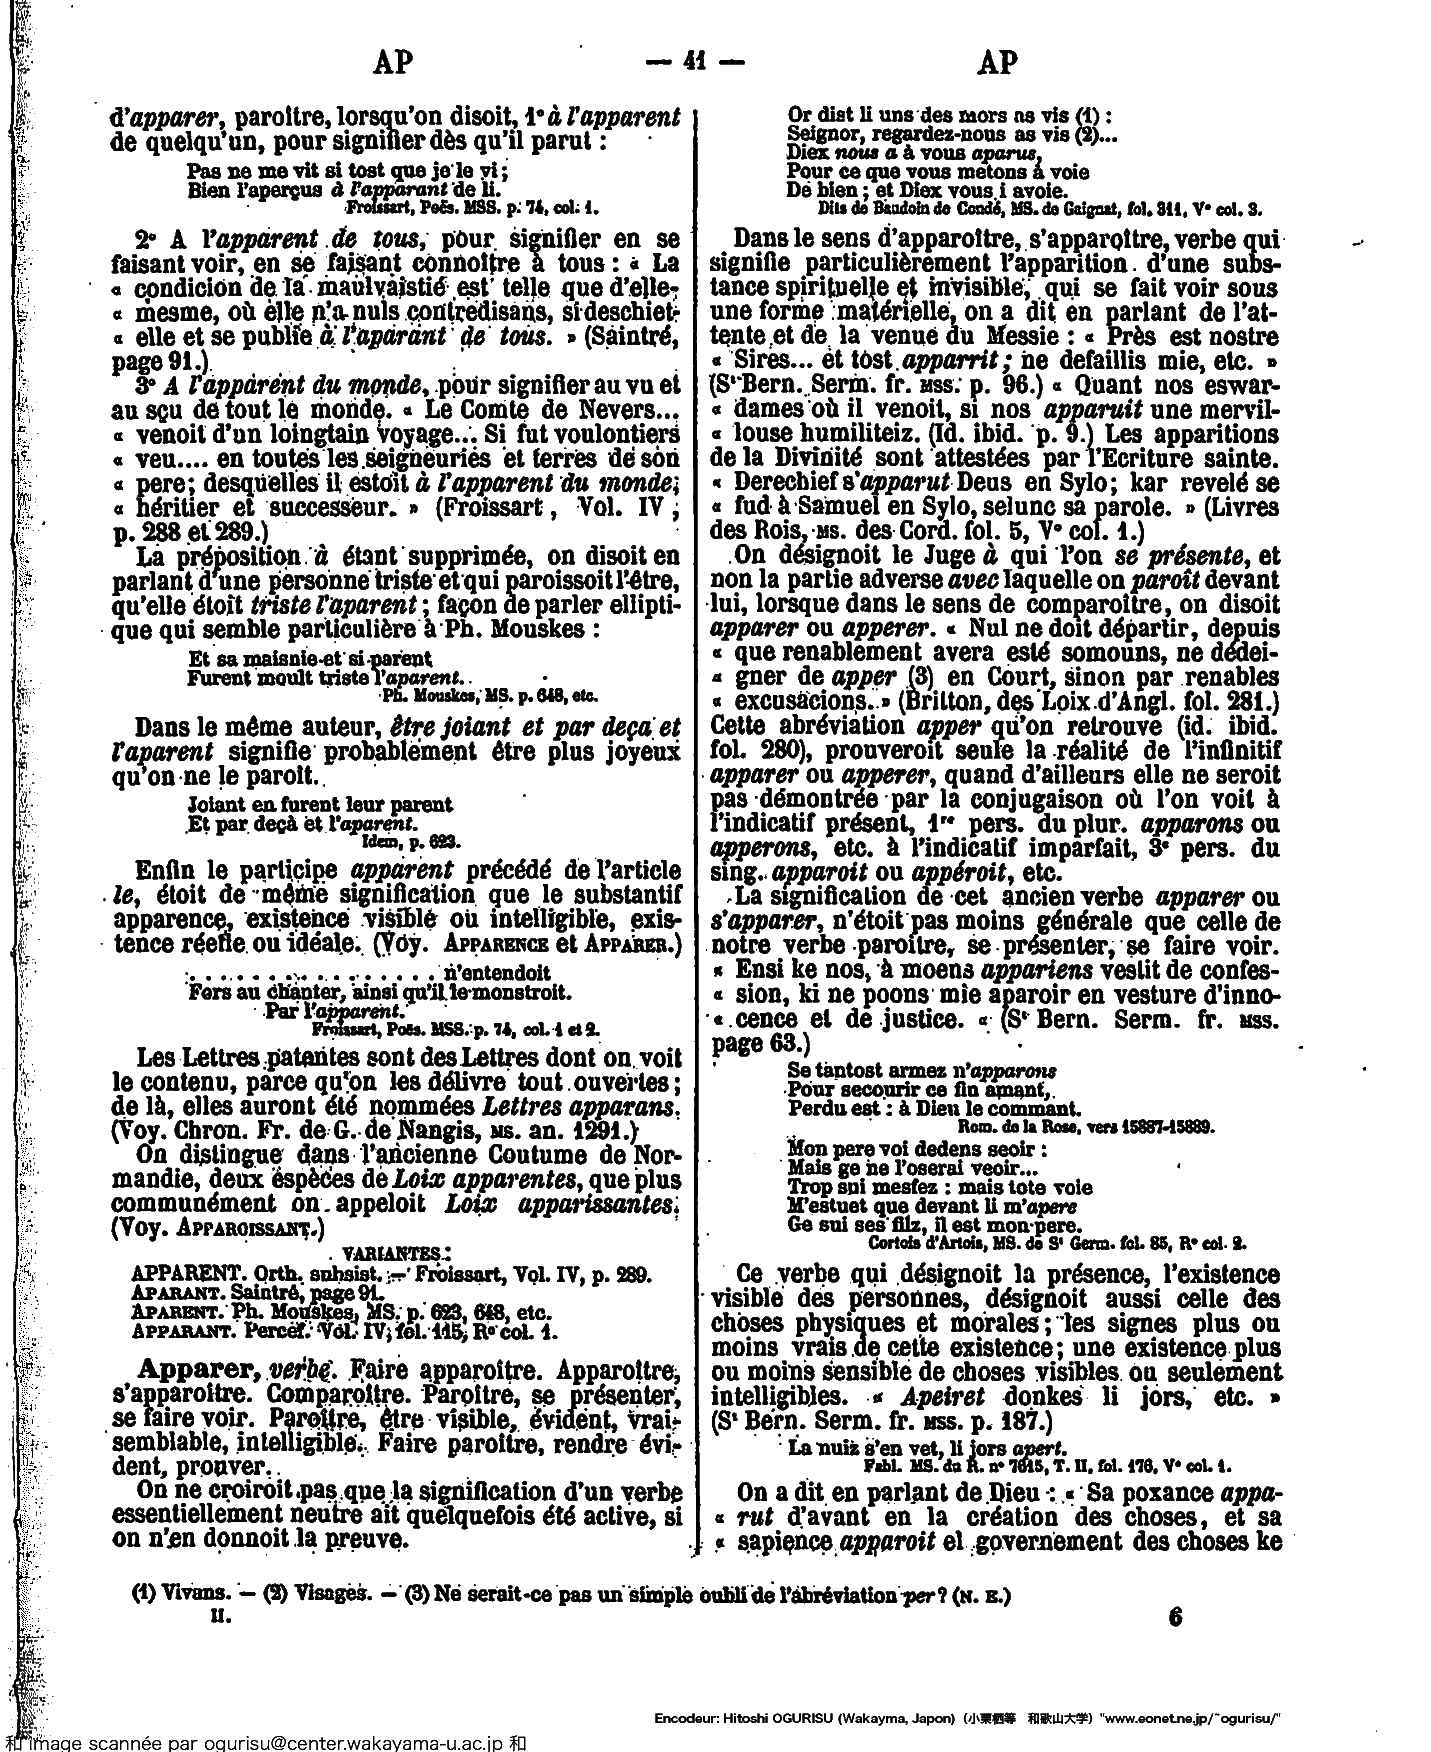 AP
— 41 —
AP
d'apparer, paroître, lorsqu'on disoit, 1° à l'apparent
de quelqu'un, pour signifier dès qu'il parut :
Pas ne me vit si tost que je le vi ;
Bien l'aperçus à l'apparant de li.
Froissart, Poës. MSS. p. 74, col. 1.
2° A l'apparent de tous, pour signifier en se
faisant voir, en se faisant connoître à tous : « La
« condicion de la maulvaistié est telle que d'elle-
« mesme, où elle n'a nuls contredisans, si deschiet
« elle et se publie à l'aparant de tous. » (Saintré,
page 91.)
3° A l'apparent du monde, pour signifier au vu et
au sçu de tout le monde. « Le Comte de Nevers...
« venoit d'un loingtain voyage... Si fut voulontiers
« veu.... en toutes les seigneuries et terres de son
« pere ; desquelles il estoit à l'apparent du monde,
« héritier et successeur. » (Froissart, Vol. IV,
p. 288 et 289.)
La préposition à étant supprimée, on disoit en
parlant d'une personne triste et qui paroissoit l'être,
qu'elle étoit triste l'aparent ; façon de parler ellipti-
que qui semble particulière à Ph. Mouskes :
Et sa maisnie et si parent
Furent moult triste l'aparent.
Ph. Mouskes, MS. p. 648, etc.
Dans le même auteur, être joiant et par deça et
l'aparent signifie probablement être plus joyeux
qu'on ne le paroît.
Joiant en furent leur parent
Et par deçà et l'aparent.
Idem, p. 623.
Enfin le participe apparent précédé de l'article
le, étoit de même signification que le substantif
apparence, existence visible ou intelligible, exis-
tence réelle ou idéale. (Voy. APPARENCE et APPARER.)
. . . . . . . . . . . . . . . . . n'entendoit
Fors au chanter, ainsi qu'il le monstroit.
Par l'apparent.
Froissart, Poës. MSS. p. 74, col. 1 et 2.
Les Lettres patentes sont des Lettres dont on voit
le contenu, parce qu'on les délivre tout ouvertes ;
de là, elles auront été nommées Lettres apparans.
(Voy. Chron. Fr. de G. de Nangis, MS. an. 1291.)
On distingue dans l'ancienne Coutume de Nor-
mandie, deux espèces de Loix apparentes, que plus
communément on appeloit Loix apparissantes.
(Voy. APPAROISSANT.)
VARIANTES :
APPARENT. Orth. subsist. — Froissart, Vol. IV, p. 289.
APARANT. Saintré, page 91.
APARENT. Ph. Mouskes, MS. p. 623, 648, etc.
APPARANT. Percef. Vol. IV, fol. 115, R° col. 1.
Apparer, verbe. Faire apparoître. Apparoître,
s'apparoître. Comparoître. Paroître, se présenter,
se faire voir. Paroître, être visible, évident, vrai-
semblable, intelligible. Faire paroître, rendre évi-
dent, prouver.
On ne croiroit pas que la signification d'un verbe
essentiellement neutre ait quelquefois été active, si
on n'en donnoit la preuve.
Or dist li uns des mors as vis (1) :
Seignor, regardez-nous as vis (2)...
Diex nous a à vous aparus,
Pour ce que vous metons à voie
De bien ; et Diex vous i avoie.
Dits de Baudoin de Condé, MS. de Gaignat, fol. 311, V° col. 3.
Dans le sens d'apparoître, s'apparoître, verbe qui
signifie particulièrement l'apparition d'une subs-
tance spirituelle et invisible, qui se fait voir sous
une forme matérielle, on a dit en parlant de l'at-
tente et de la venue du Messie : « Près est nostre
« Sires... et tost apparrit ; ne defaillis mie, etc. »
(St Bern. Serm. fr. MSS. p. 96.) « Quant nos eswar-
« dames où il venoit, si nos apparuit une mervil-
« louse humiliteiz. (Id. ibid. p. 9.) Les apparitions
de la Divinité sont attestées par l'Ecriture sainte.
« Derechief s'apparut Deus en Sylo ; kar revelé se
« fud à Samuel en Sylo, selunc sa parole. » (Livres
des Rois, MS. des Cord. fol. 5, V° col. 1.)
On désignoit le Juge à qui l'on se présente, et
non la partie adverse avec laquelle on paroît devant
lui, lorsque dans le sens de comparoître, on disoit
apparer ou apperer. « Nul ne doit départir, depuis
« que renablement avera esté somouns, ne dédei-
« gner de apper (3) en Court, sinon par renables
« excusacions. » (Britton, des Loix d'Angl. fol. 281.)
Cette abréviation apper qu'on retrouve (id. ibid.
fol. 280), prouveroit seule la réalité de l'infinitif
apparer ou apperer, quand d'ailleurs elle ne seroit
pas démontrée par la conjugaison où l'on voit à
l'indicatif présent, 1re pers. du plur. apparons ou
apperons, etc. à l'indicatif imparfait, 3e pers. du
sing. apparoit ou appéroit, etc.
La signification de cet ancien verbe apparer ou
s'apparer, n'étoit pas moins générale que celle de
notre verbe paroître, se présenter, se faire voir.
« Ensi ke nos, à moens appariens vestit de confes-
« sion, ki ne poons mie aparoir en vesture d'inno-
« cence et de justice. « (St Bern. Serm. fr. MSS.
page 63.)
Se tantost armez n'apparons
Pour secourir ce fin amant,
Perdu est : à Dieu le commant.
Rom. de la Rose, vers 15887-15889.
Mon pere voi dedens seoir :
Mais ge ne l'oserai veoir...
Trop sui mesfez : mais tote voie
M'estuet que devant li m'apere
Ge sui ses filz, il est mon pere.
Cortois d'Artois, MS. de St Germ. fol. 85, R° col. 2.
Ce verbe qui désignoit la présence, l'existence
visible des personnes, désignoit aussi celle des
choses physiques et morales ; les signes plus ou
moins vrais de cette existence ; une existence plus
ou moins sensible de choses visibles ou seulement
intelligibles. « Apeiret donkes li jors, etc. »
(St Bern. Serm. fr. MSS. p. 187.)
La nuiz s'en vet, li jors apert.
Fabl. MS. du R. n° 7615, T. II, fol. 176, V° col. 1.
On a dit en parlant de Dieu : « Sa poxance appa-
« rut d'avant en la création des choses, et sa
« sapience apparoit el governement des choses ke
(1) Vivans. — (2) Visages. — (3) Ne serait-ce pas un simple oubli de l'abréviation per ? (N. E.)
II.
6
Encodeur: Hitoshi OGURISU (Wakayma, Japon) (小栗栖等 和歌山大学) "www.eonet.ne.jp/~ogurisu/"
和 image scannée par ogurisu@center.wakayama-u.ac.jp 和